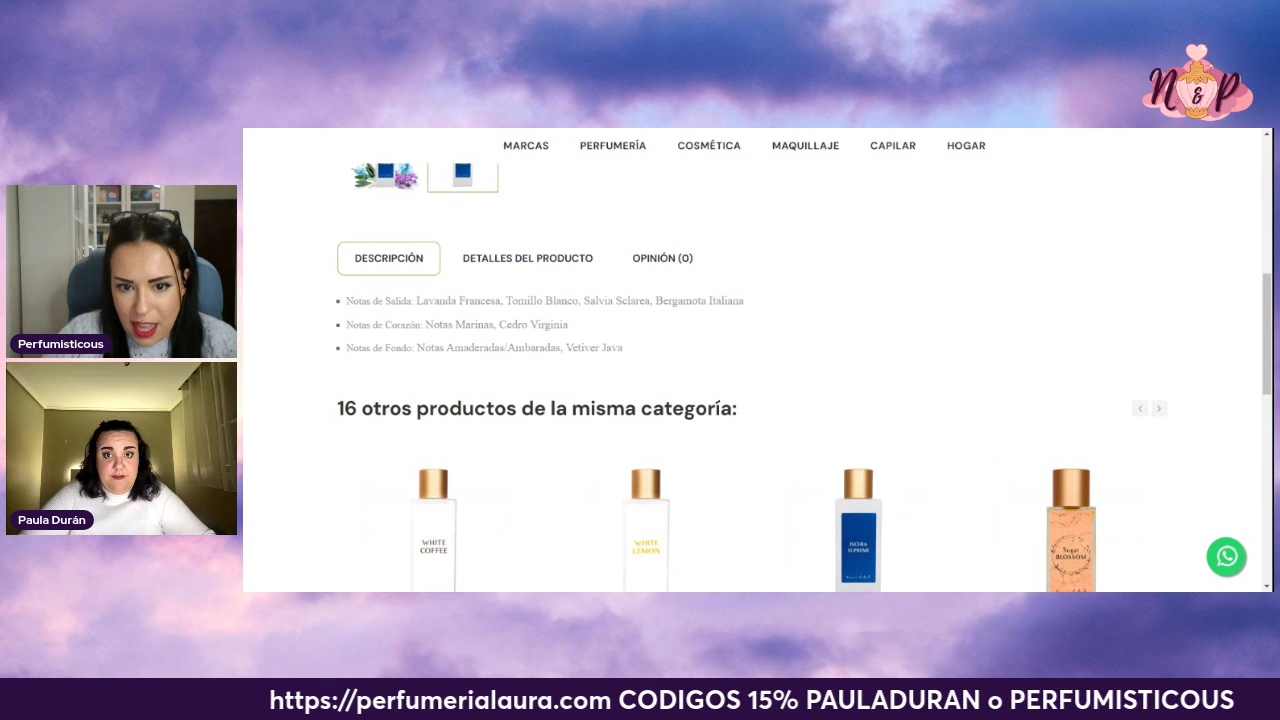 N & P
MARCAS PERFUMERÍA COSMÉTICA MAQUILLAJE CAPILAR HOGAR
DESCRIPCIÓN DETALLES DEL PRODUCTO OPINIÓN (0)
Notas de Salida: Lavanda Francesa, Tomillo Blanco, Salvia Sclarea, Bergamota Italiana
Notas de Corazón: Notas Marinas, Cedro Virginia
Notas de Fondo: Notas Amaderadas/Ambaradas, Vetiver Java
Perfumisticous
16 otros productos de la misma categoría:
WHITE
COFFEE
WHITE
LEMON
ISCHIA
SUPREME
Sugar
BLOSSOM
Paula Durán
https://perfumerialaura.com CODIGOS 15% PAULADURAN o PERFUMISTICOUS